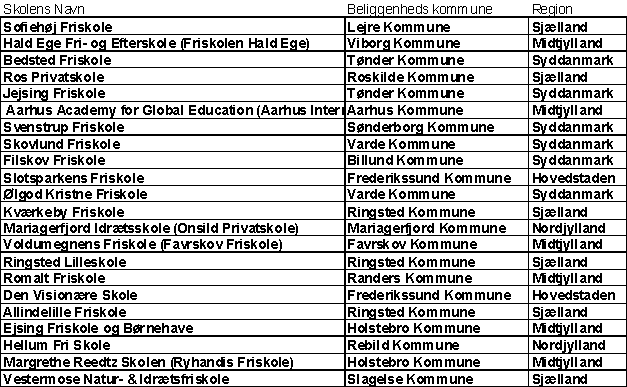 Skolens Navn Beliggenheds kommune Region
Sofiehøj Friskole Lejre Kommune Sjælland
Hald Ege Fri- og Efterskole (Friskolen Hald Ege) Viborg Kommune Midtjylland
Bedsted Friskole Tønder Kommune Syddanmark
Ros Privatskole Roskilde Kommune Sjælland
Jejsing Friskole Tønder Kommune Syddanmark
Aarhus Academy for Global Education (Aarhus Intern Aarhus Kommune Midtjylland
Svenstrup Friskole Sønderborg Kommune Syddanmark
Skovlund Friskole Varde Kommune Syddanmark
Filskov Friskole Billund Kommune Syddanmark
Slotsparkens Friskole Frederikssund Kommune Hovedstaden
Ølgod Kristne Friskole Varde Kommune Syddanmark
Kværkeby Friskole Ringsted Kommune Sjælland
Mariagerfjord Idrætsskole (Onsild Privatskole) Mariagerfjord Kommune Nordjylland
Voldumegnens Friskole (Favrskov Friskole) Favrskov Kommune Midtjylland
Ringsted Lilleskole Ringsted Kommune Sjælland
Romalt Friskole Randers Kommune Midtjylland
Den Visionære Skole Frederikssund Kommune Hovedstaden
Allindelille Friskole Ringsted Kommune Sjælland
Ejsing Friskole og Børnehave Holstebro Kommune Midtjylland
Hellum Fri Skole Rebild Kommune Nordjylland
Margrethe Reedtz Skolen (Ryhandis Friskole) Holstebro Kommune Midtjylland
Vestermose Natur- & Idrætsfriskole Slagelse Kommune Sjælland